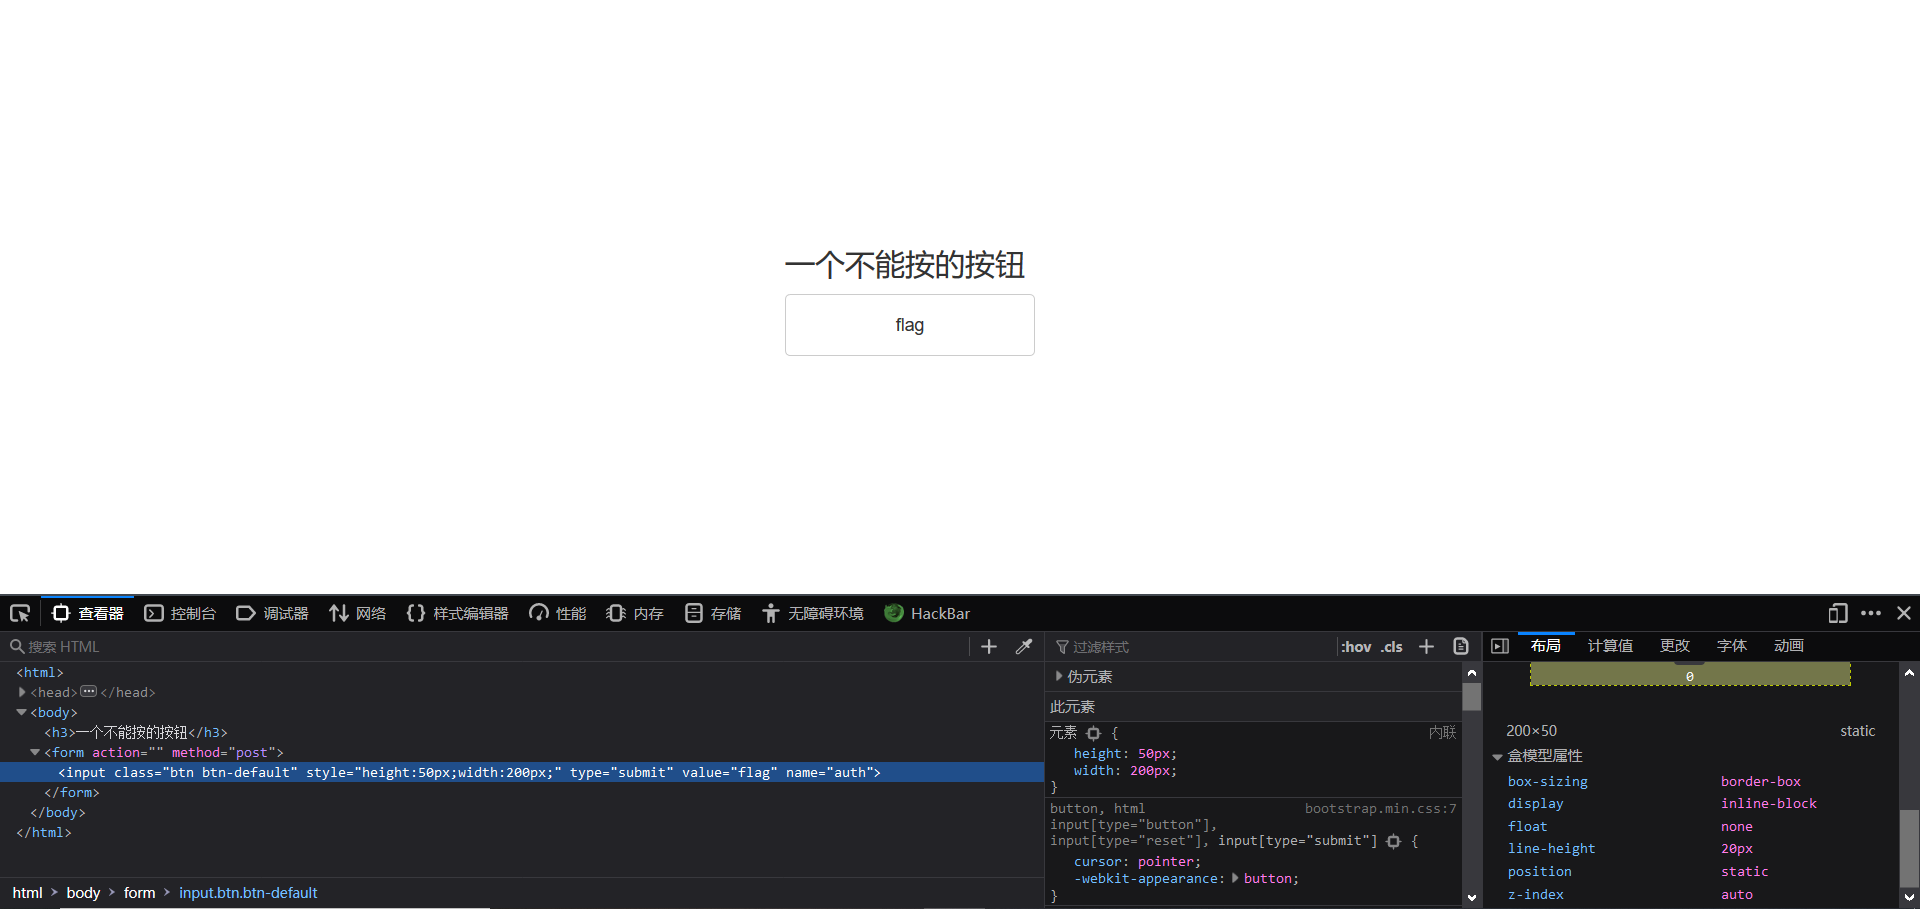 一个不能按的按钮
flag
查看器 控制台 调试器 网络 样式编辑器 性能 内存 存储 无障碍环境 HackBar
搜索 HTML
<html>
<head></head>
<body>
<h3>一个不能按的按钮</h3>
<form action="" method="post">
<input class="btn btn-default" style="height:50px;width:200px;" type="submit" value="flag" name="auth">
</form>
</body>
</html>
html > body > form > input.btn.btn-default
过滤样式 :hov .cls
伪元素
此元素
元素 { 内联
height: 50px;
width: 200px;
}
button, html bootstrap.min.css:7
input[type="button"],
input[type="reset"], input[type="submit"] {
cursor: pointer;
-webkit-appearance: button;
}
布局 计算值 更改 字体 动画
0
200×50 static
盒模型属性
box-sizing border-box
display inline-block
float none
line-height 20px
position static
z-index auto